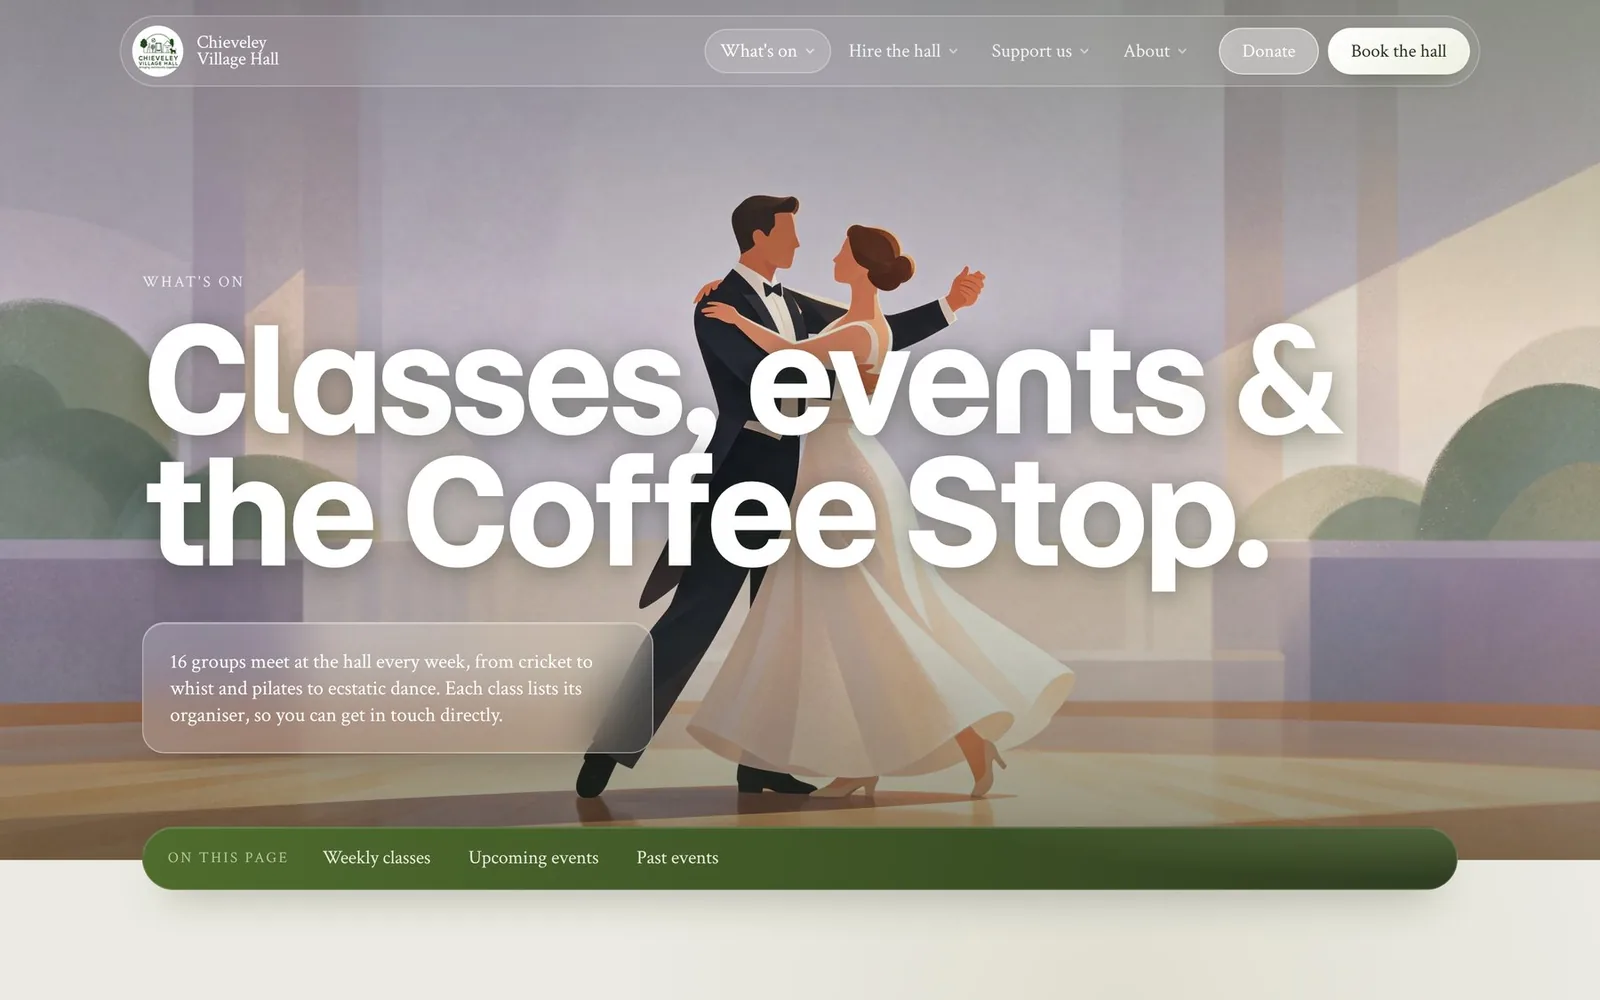 CHIEVELEY
VILLAGE HALL
Chieveley
Village Hall
What's on
Hire the hall
Support us
About
Donate
Book the hall
WHAT'S ON
Classes, events &
the Coffee Stop.
16 groups meet at the hall every week, from cricket to
whist and pilates to ecstatic dance. Each class lists its
organiser, so you can get in touch directly.
ON THIS PAGE
Weekly classes
Upcoming events
Past events